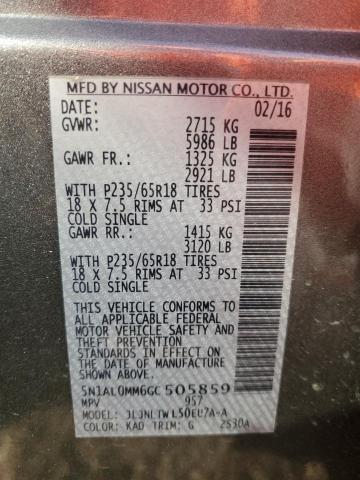 MFD BY NISSAN MOTOR CO., LTD.
DATE: 02/16
GVWR: 2715 KG
5986 LB
GAWR FR: 1325 KG
2921 LB
WITH P235/65R18 TIRES
18 X 7.5 RIMS AT 33 PSI
COLD SINGLE
GAWR RR: 1415 KG
3120 LB
WITH P235/65R18 TIRES
18 X 7.5 RIMS AT 33 PSI
COLD SINGLE
THIS VEHICLE CONFORMS TO
ALL APPLICABLE FEDERAL
MOTOR VEHICLE SAFETY AND
THEFT PREVENTION
STANDARDS IN EFFECT ON
THE DATE OF MANUFACTURE
SHOWN ABOVE.
5N1AL0MM6GC505859
MPV 957
MODEL:
COLOR: KAD TRIM: G 2530A